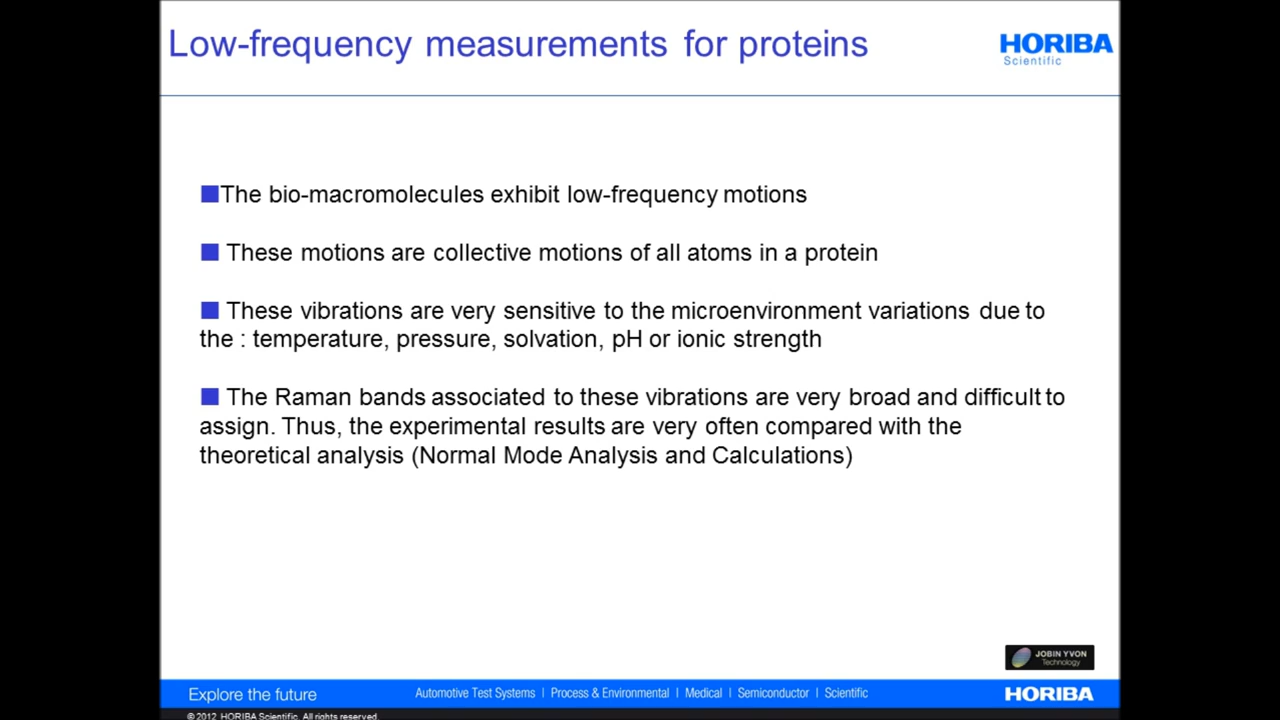 Low-frequency measurements for proteins
HORIBA
Scientific
The bio-macromolecules exhibit low-frequency motions
These motions are collective motions of all atoms in a protein
These vibrations are very sensitive to the microenvironment variations due to
the : temperature, pressure, solvation, pH or ionic strength
The Raman bands associated to these vibrations are very broad and difficult to
assign. Thus, the experimental results are very often compared with the
theoretical analysis (Normal Mode Analysis and Calculations)
JOBIN YVON
Technology
Explore the future
Automotive Test Systems | Process & Environmental | Medical | Semiconductor | Scientific
HORIBA
© 2012 HORIBA Scientific. All rights reserved.